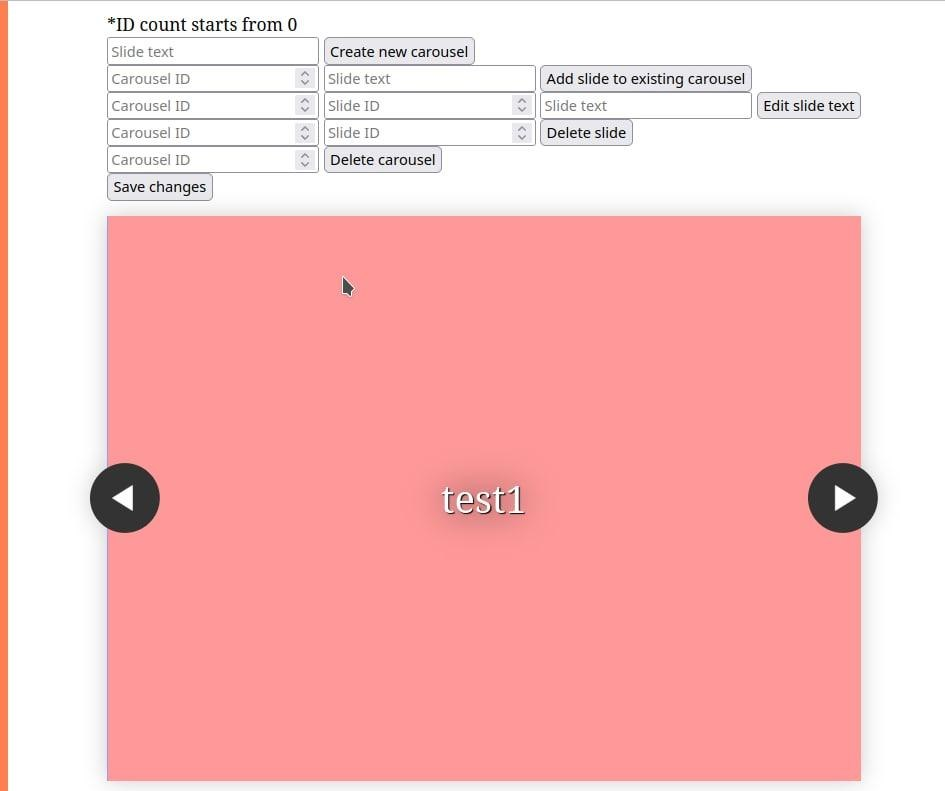 *ID count starts from 0
Slide text Create new carousel
Carousel ID Slide text Add slide to existing carousel
Carousel ID Slide ID Slide text Edit slide text
Carousel ID Slide ID Delete slide
Carousel ID Delete carousel
Save changes
test1